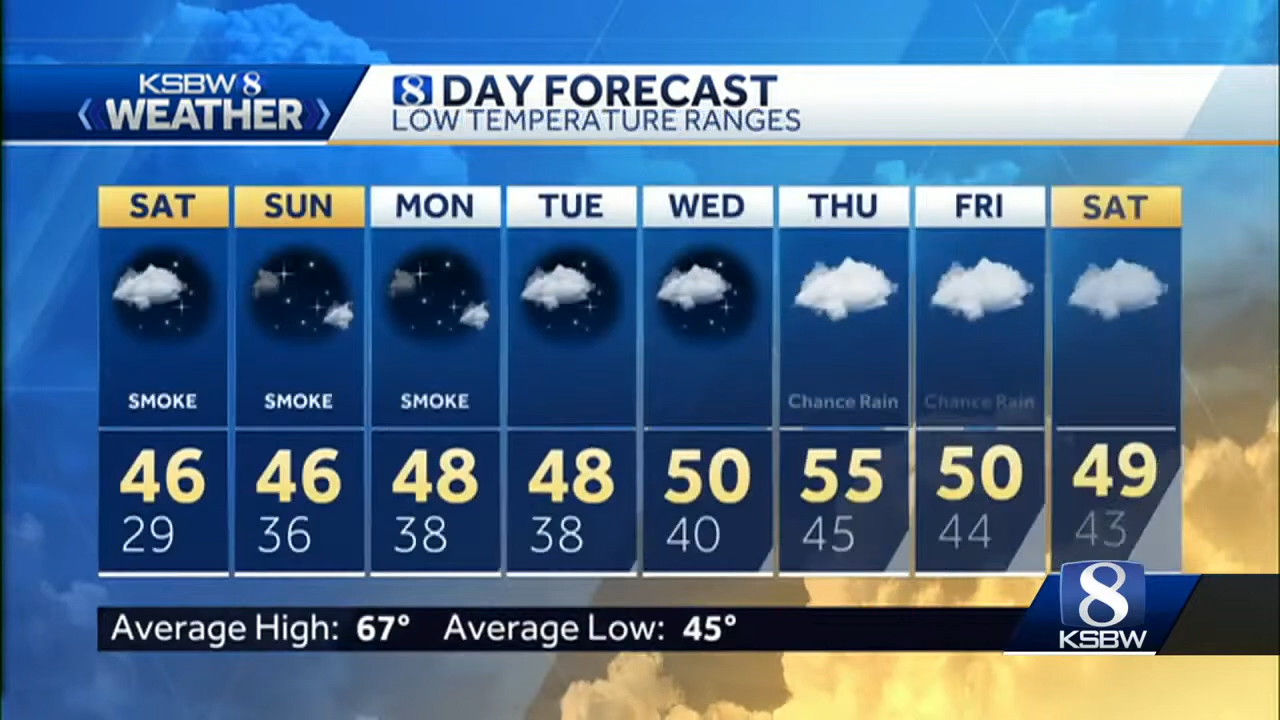 KSBW 8
WEATHER
8 DAY FORECAST
LOW TEMPERATURE RANGES
SAT SUN MON TUE WED THU FRI SAT
SMOKE SMOKE SMOKE Chance Rain Chance Rain
46 46 48 48 50 55 50 49
29 36 38 38 40 45 44 43
Average High: 67° Average Low: 45°
8
KSBW